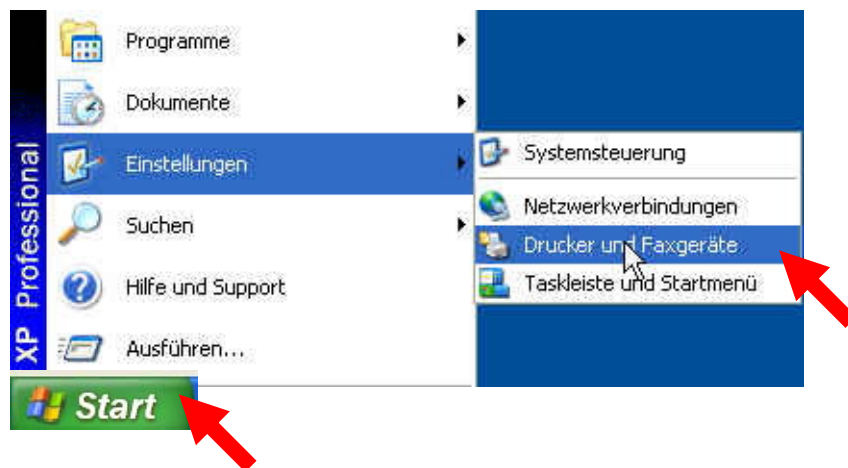 Programme
Dokumente
Einstellungen
Suchen
Hilfe und Support
Ausführen...
Systemsteuerung
Netzwerkverbindungen
Drucker und Faxgeräte
Taskleiste und Startmenü
XP Professional
Start